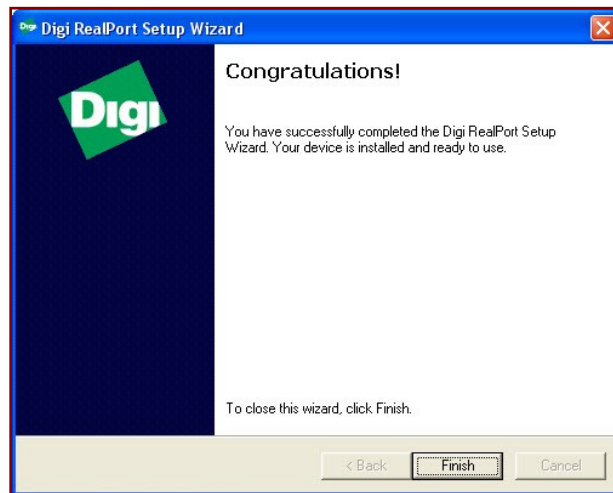 Digi Digi RealPort Setup Wizard
Digi
Congratulations!
You have successfully completed the Digi RealPort Setup
Wizard. Your device is installed and ready to use.
To close this wizard, click Finish.
< Back Finish Cancel